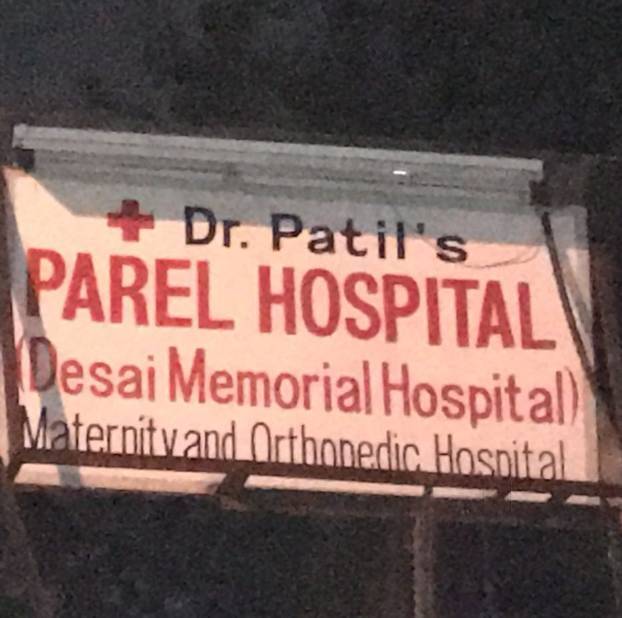 Dr. Patil's
PAREL HOSPITAL
(Desai Memorial Hospital)
Maternity and Orthopedic Hospital